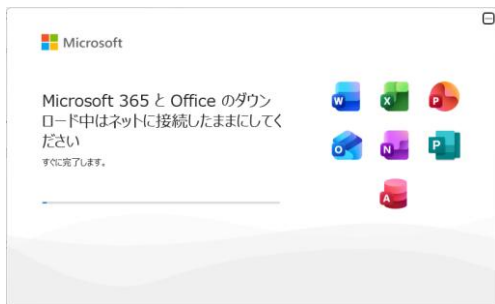 Microsoft
Microsoft 365 と Office のダウン
ロード中はネットに接続したままにしてく
ださい
すぐに完了します。
W
X
P
O
N
P
A